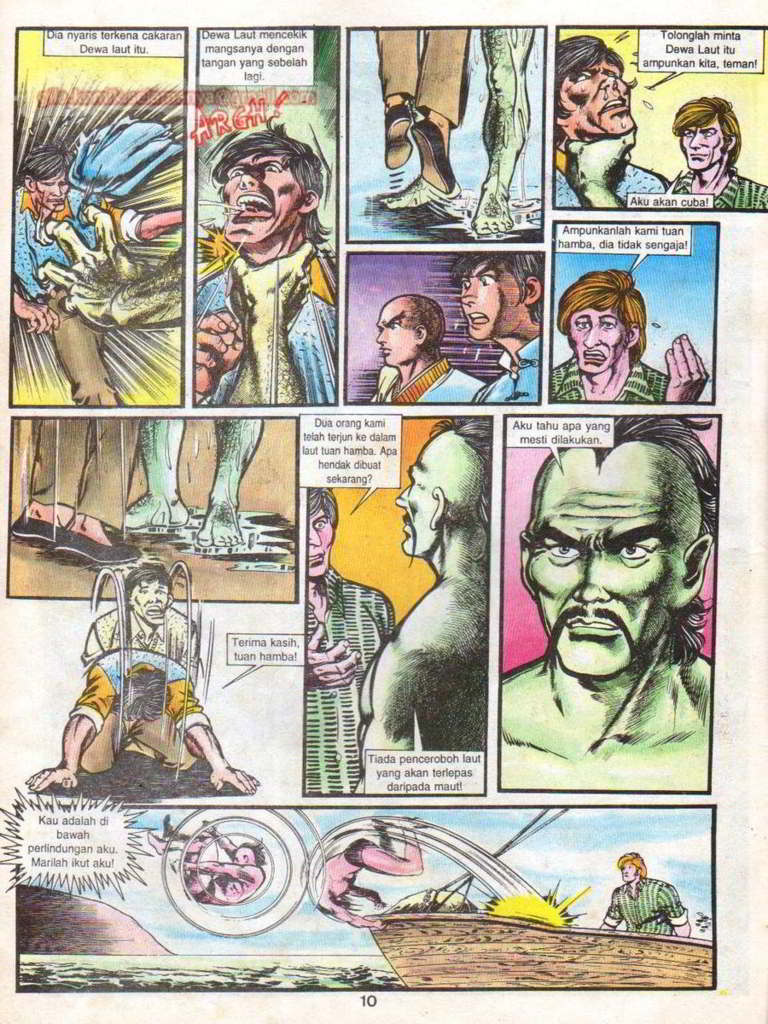 Dia nyaris terkena cakaran
Dewa laut itu.
Dewa Laut mencekik
mangsanya dengan
tangan yang sebelah
lagi.
ARGH!
Tolonglah minta
Dewa Laut itu
ampunkan kita, teman!
Aku akan cuba!
Ampunkanlah kami tuan
hamba, dia tidak sengaja!
Dua orang kami
telah terjun ke dalam
laut tuan hamba. Apa
hendak dibuat
sekarang?
Aku tahu apa yang
mesti dilakukan.
Terima kasih,
tuan hamba!
Tiada penceroboh laut
yang akan terlepas
daripada maut!
Kau adalah di
bawah
perlindungan aku.
Marilah ikut aku!
10